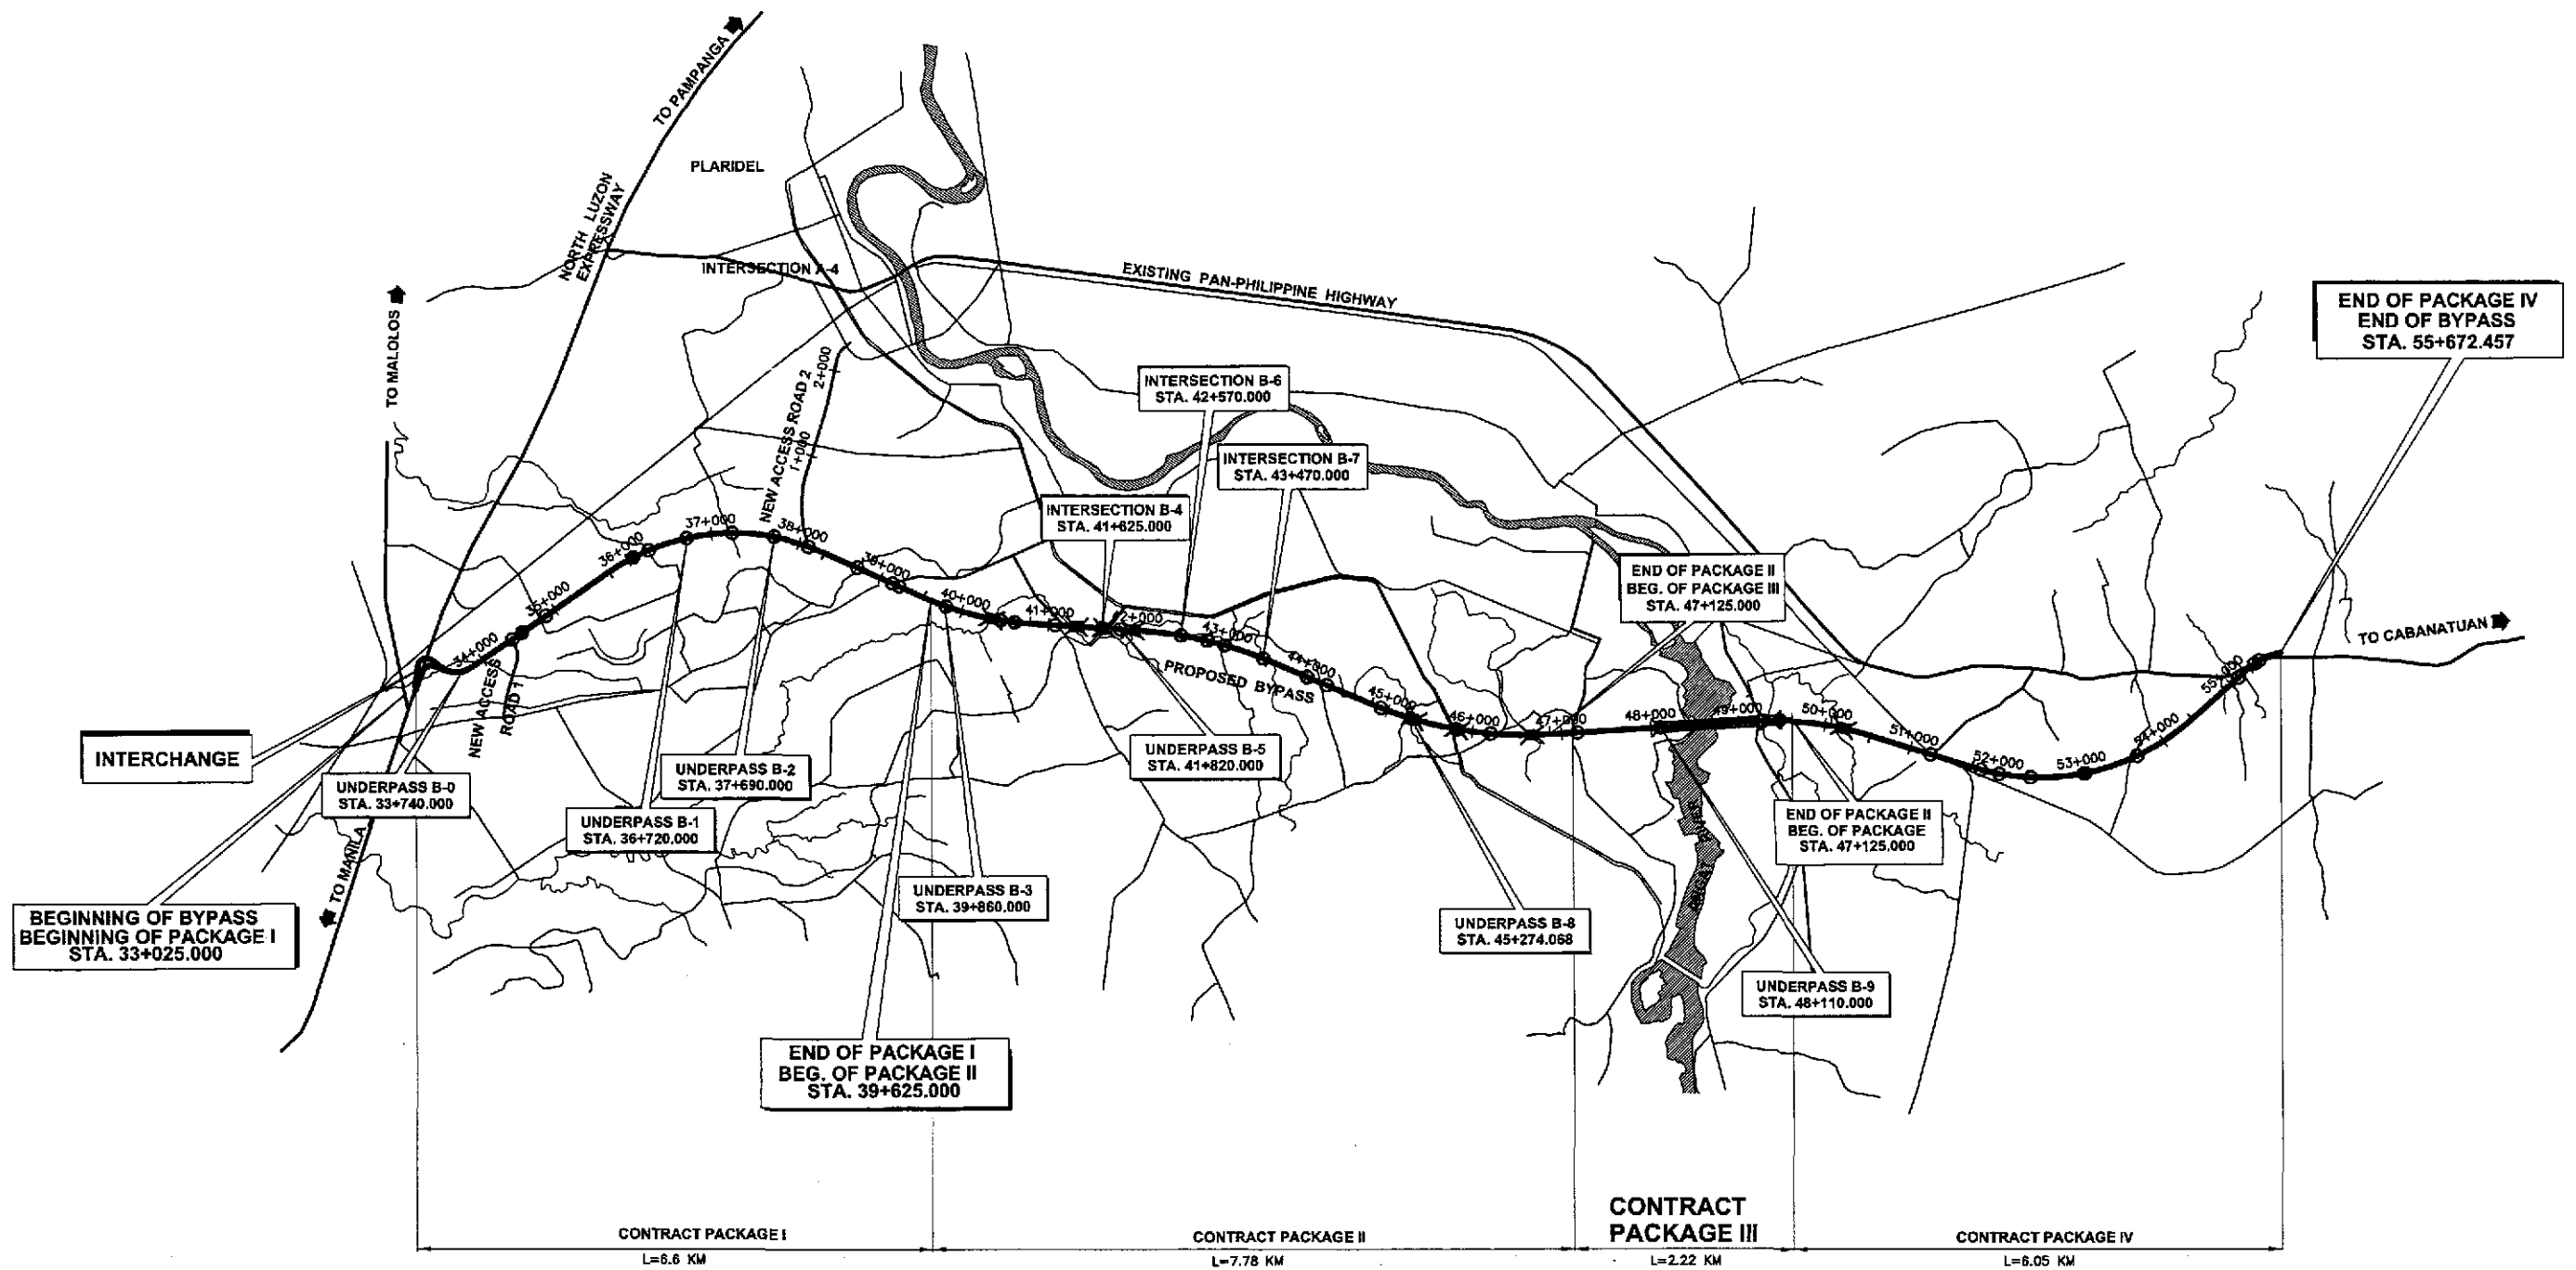 TO PAMPANGA
PLARIDEL
NORTH LUZON
EXPRESSWAY
INTERSECTION A-4
EXISTING PAN-PHILIPPINE HIGHWAY
TO MALOLOS
END OF PACKAGE IV
END OF BYPASS
STA. 55+672.457
NEW ACCESS ROAD 2
2+000
1+000
INTERSECTION B-6
STA. 42+570.000
INTERSECTION B-7
STA. 43+470.000
INTERSECTION B-4
STA. 41+625.000
END OF PACKAGE II
BEG. OF PACKAGE III
STA. 47+125.000
TO CABANATUAN
34+000
35+000
36+000
37+000
38+000
39+000
40+000
41+000
42+000
43+000
44+000
45+000
46+000
47+000
48+000
49+000
50+000
51+000
52+000
53+000
54+000
55+000
PROPOSED BYPASS
NEW ACCESS
ROAD 1
INTERCHANGE
UNDERPASS B-0
STA. 33+740.000
UNDERPASS B-1
STA. 36+720.000
UNDERPASS B-2
STA. 37+690.000
UNDERPASS B-5
STA. 41+820.000
END OF PACKAGE II
BEG. OF PACKAGE
STA. 47+125.000
RIVER
TO MANILA
BEGINNING OF BYPASS
BEGINNING OF PACKAGE I
STA. 33+025.000
UNDERPASS B-3
STA. 39+860.000
UNDERPASS B-8
STA. 45+274.068
UNDERPASS B-9
STA. 48+110.000
END OF PACKAGE I
BEG. OF PACKAGE II
STA. 39+625.000
CONTRACT PACKAGE I
L=6.6 KM
CONTRACT PACKAGE II
L=7.78 KM
CONTRACT
PACKAGE III
L=2.22 KM
CONTRACT PACKAGE IV
L=6.05 KM